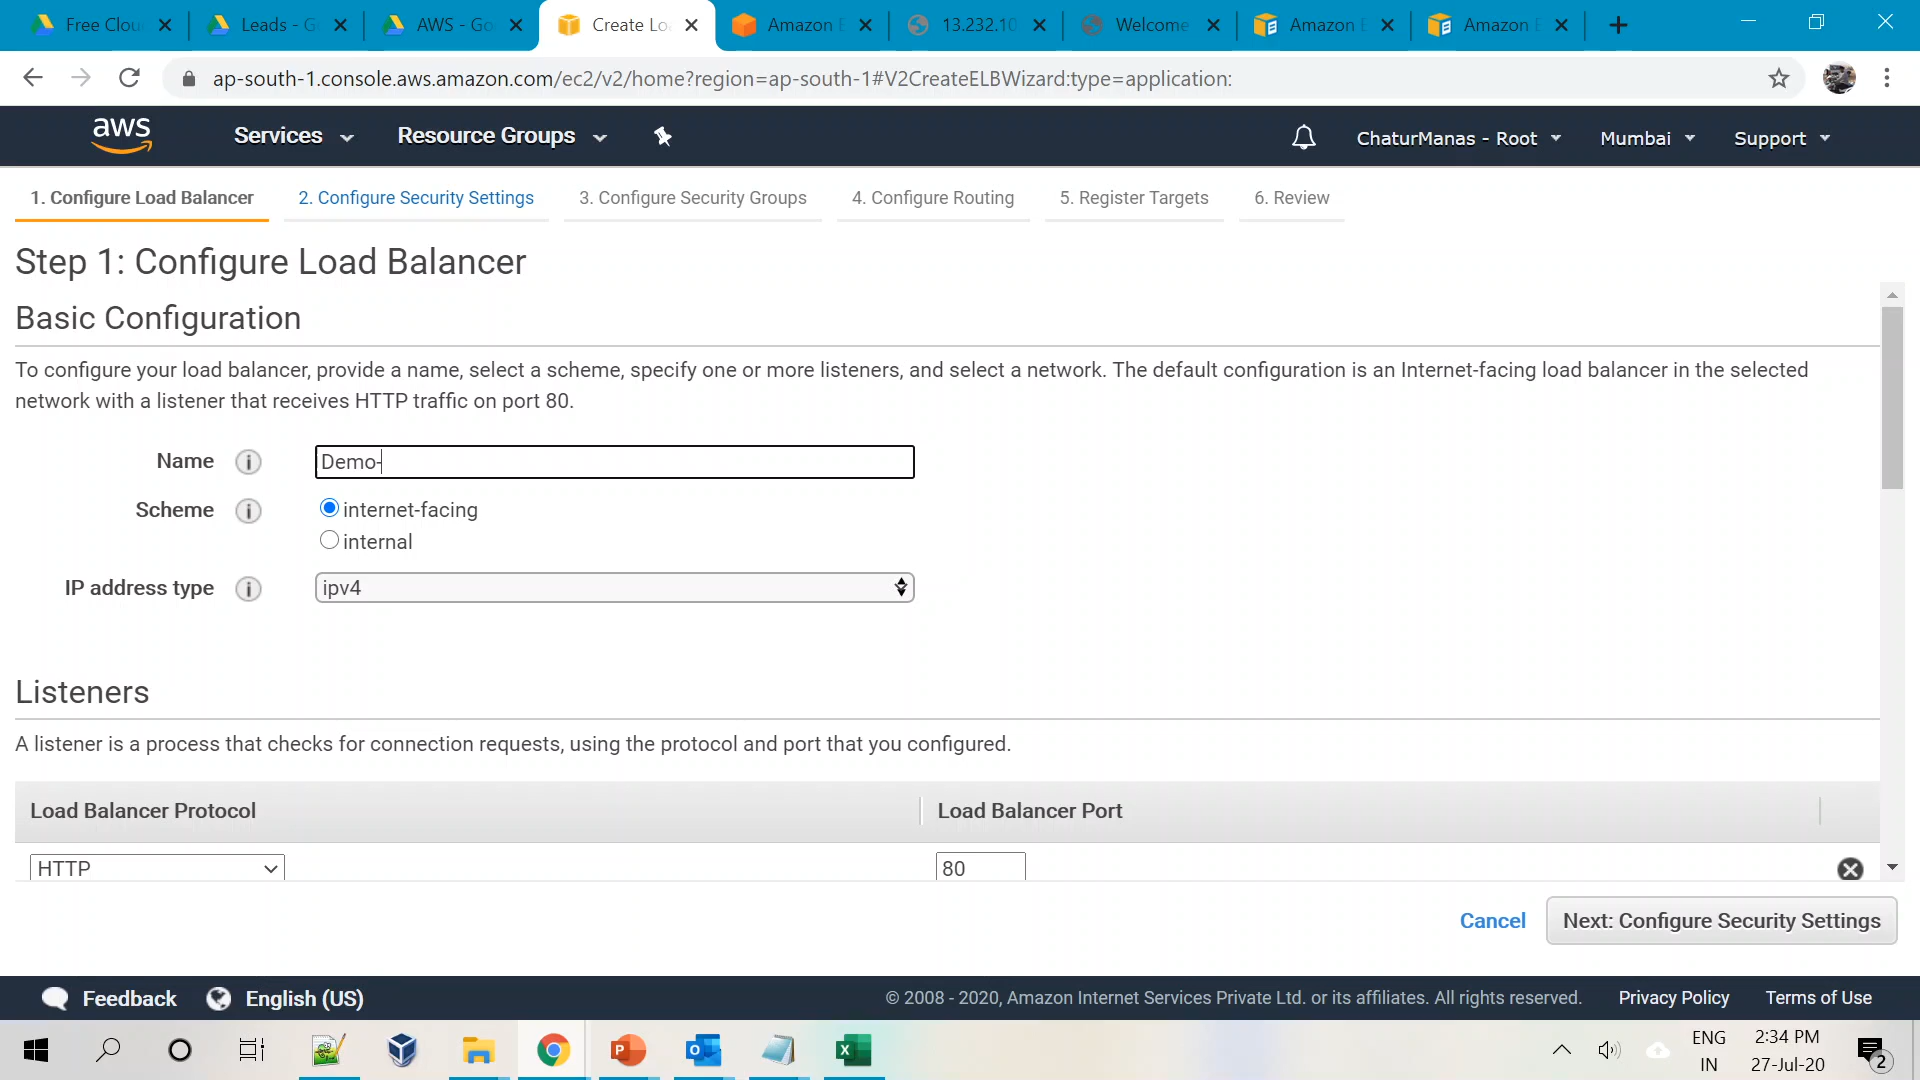 Free Clou
Leads - G
AWS - Go
Create Lo
Amazon E
13.232.10
Welcome
Amazon E
Amazon E
ap-south-1.console.aws.amazon.com/ec2/v2/home?region=ap-south-1#V2CreateELBWizard:type=application:
aws
Services
Resource Groups
ChaturManas - Root
Mumbai
Support
1. Configure Load Balancer
2. Configure Security Settings
3. Configure Security Groups
4. Configure Routing
5. Register Targets
6. Review
Step 1: Configure Load Balancer
Basic Configuration
To configure your load balancer, provide a name, select a scheme, specify one or more listeners, and select a network. The default configuration is an Internet-facing load balancer in the selected
network with a listener that receives HTTP traffic on port 80.
Name
Demo-
Scheme
internet-facing
internal
IP address type
ipv4
Listeners
A listener is a process that checks for connection requests, using the protocol and port that you configured.
Load Balancer Protocol
Load Balancer Port
HTTP
80
Cancel
Next: Configure Security Settings
Feedback
English (US)
© 2008 - 2020, Amazon Internet Services Private Ltd. or its affiliates. All rights reserved.
Privacy Policy
Terms of Use
ENG
IN
2:34 PM
27-Jul-20
2